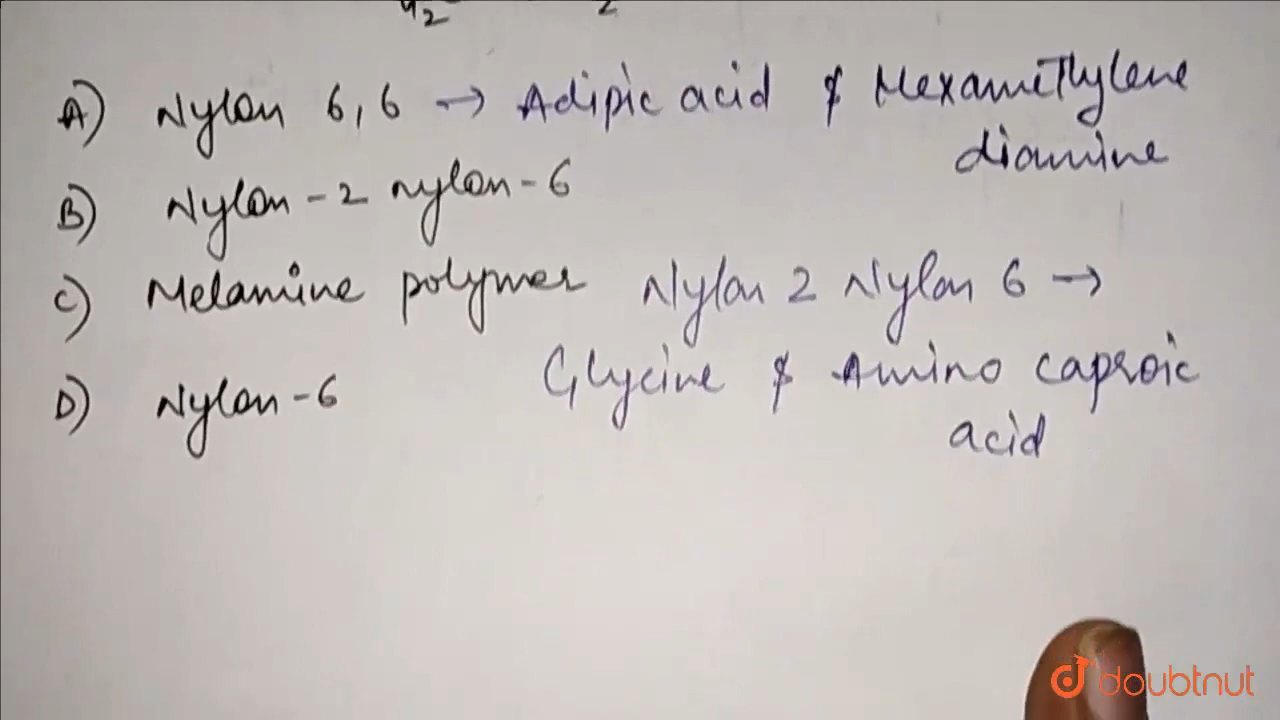 A) Nylon 6,6 → Adipic acid & Hexamethylene
diamine
B) Nylon-2 nylon-6
C) Melamine polymer Nylon 2 Nylon 6 →
Glycine & Amino caproic
acid
D) Nylon-6
doubtnut